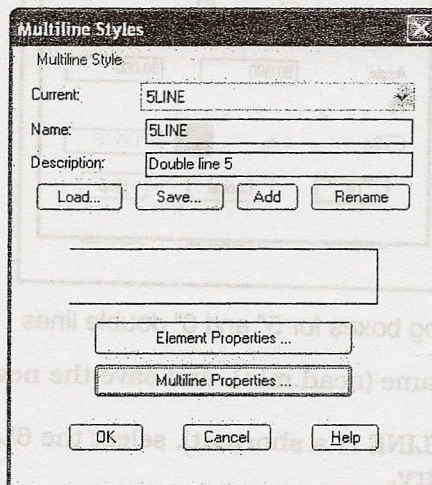 Multiline Styles
Multiline Style
Current: 5LINE
Name: 5LINE
Description: Double line 5
Load... Save... Add Rename
Element Properties ...
Multiline Properties ...
OK Cancel Help